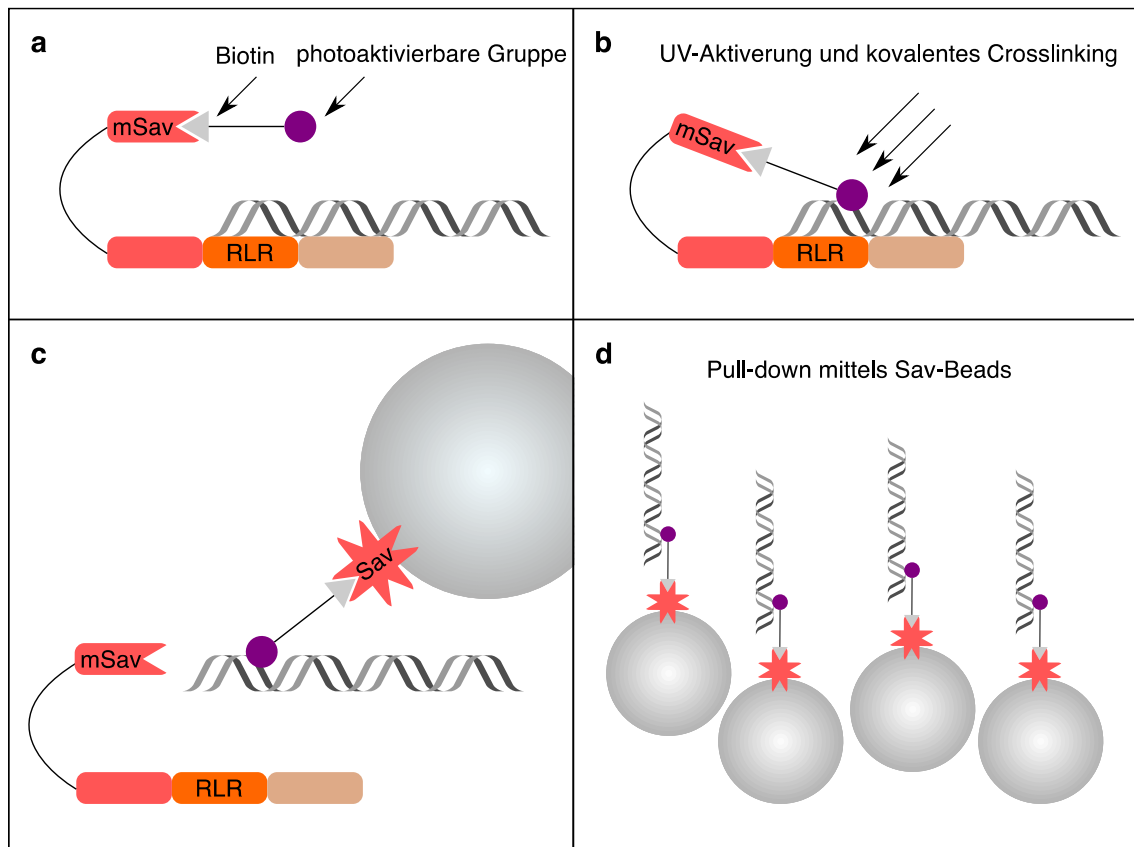 a
Biotin photoaktivierbare Gruppe
mSav
RLR
b
UV-Aktiverung und kovalentes Crosslinking
mSav
RLR
c
Sav
mSav
RLR
d
Pull-down mittels Sav-Beads